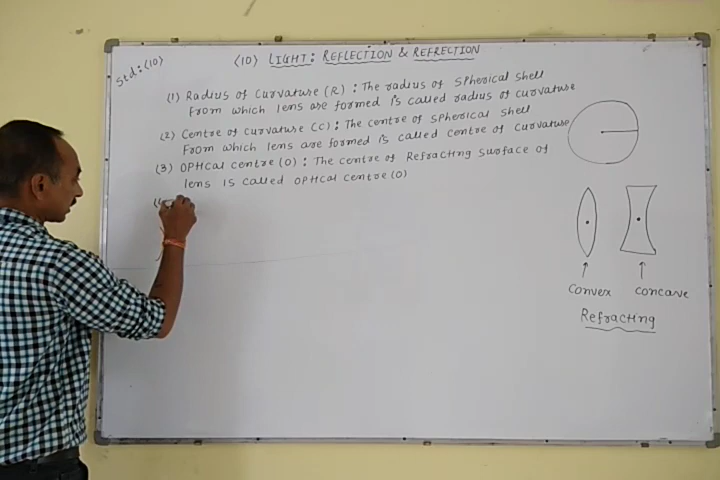 Std:(10)
(10) LIGHT: REFLECTION & REFRECTION
(1) Radius of curvature (R) : The radius of spherical shell
from which lens are formed is called radius of curvature
(2) Centre of curvature (C) : The centre of spherical shell
from which lens are formed is called centre of curvature
(3) Optical centre (O) : The centre of Refracting surface of
lens is called optical centre (O)
convex concave
Refracting